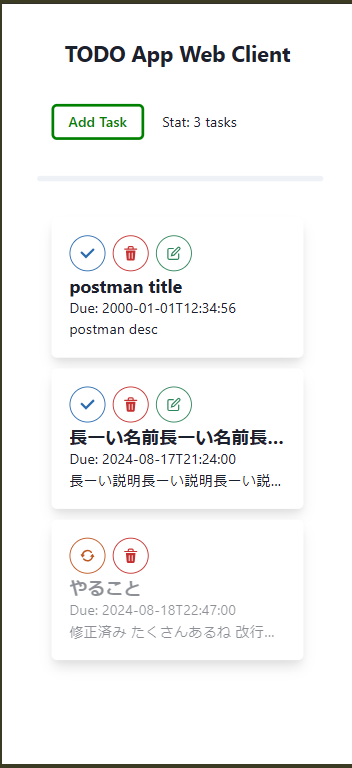 TODO App Web Client
Add Task
Stat: 3 tasks
postman title
Due: 2000-01-01T12:34:56
postman desc
長ーい名前長ーい名前長...
Due: 2024-08-17T21:24:00
長ーい説明長ーい説明長ーい説...
やること
Due: 2024-08-18T22:47:00
修正済み たくさんあるね 改行...